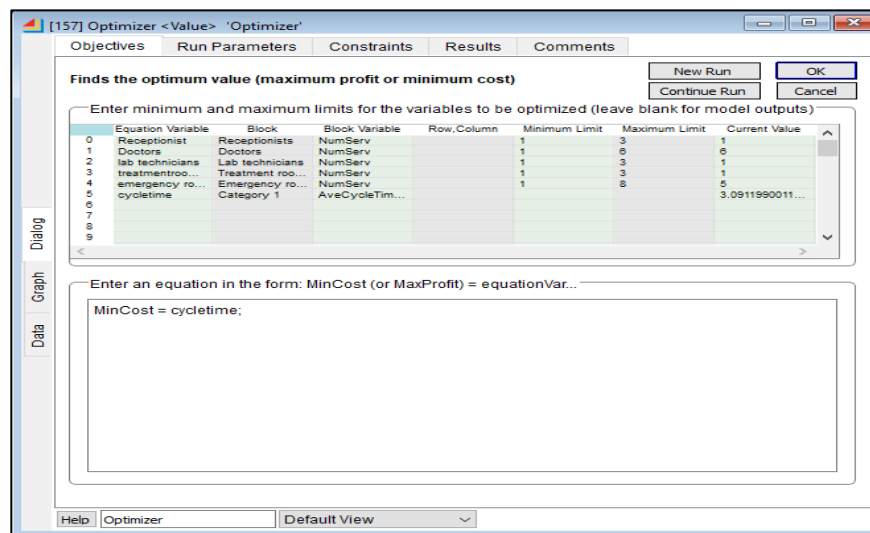 [157] Optimizer <Value> 'Optimizer'
Objectives Run Parameters Constraints Results Comments
Finds the optimum value (maximum profit or minimum cost)
New Run OK
Continue Run Cancel
Enter minimum and maximum limits for the variables to be optimized (leave blank for model outputs)
Equation Variable Block Block Variable Row,Column Minimum Limit Maximum Limit Current Value
0 Receptionist Receptionists NumServ 1 3 1
1 Doctors Doctors NumServ 1 6 6
2 lab technicians Lab technicians NumServ 1 3 1
3 treatmentroo... Treatment roo... NumServ 1 3 1
4 emergency ro... Emergency ro... NumServ 1 8 5
5 cycletime Category 1 AveCycleTim... 3.0911990011...
6
7
8
9
Dialog
Graph
Data
Enter an equation in the form: MinCost (or MaxProfit) = equationVar...
MinCost = cycletime;
Help Optimizer Default View